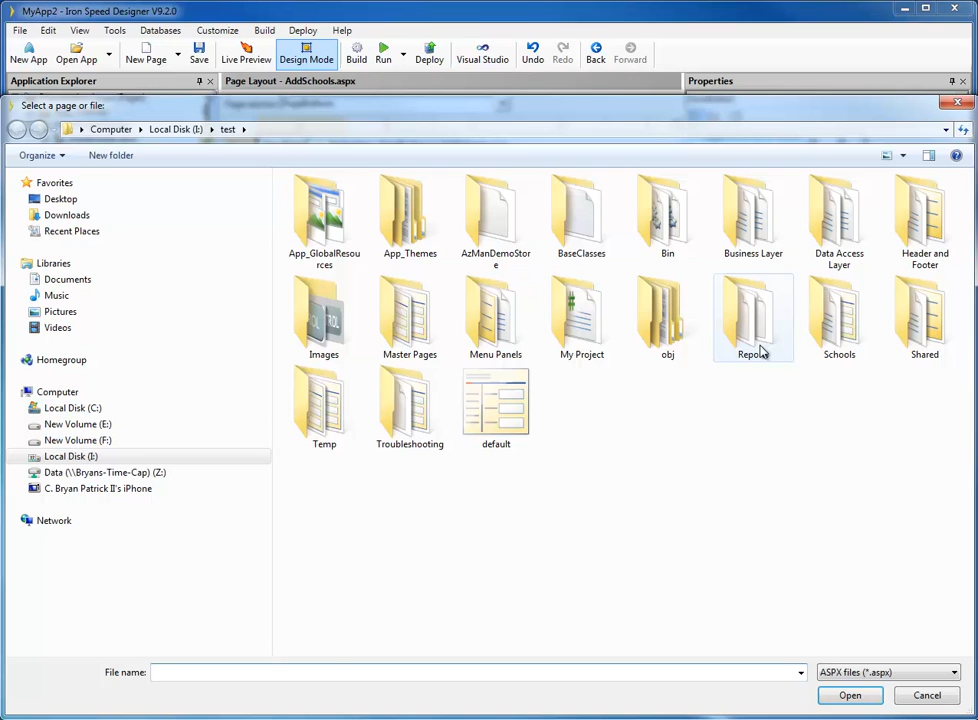 MyApp2 - Iron Speed Designer V9.2.0
File Edit View Tools Databases Customize Build Deploy Help
New App Open App New Page Save Live Preview Design Mode Build Run Deploy Visual Studio Undo Redo Back Forward
Application Explorer Page Layout - AddSchools.aspx Properties
Select a page or file:
Computer Local Disk (I:) test
Organize New folder
Favorites
Desktop
Downloads
Recent Places
Libraries
Documents
Music
Pictures
Videos
Homegroup
Computer
Local Disk (C:)
New Volume (E:)
New Volume (F:)
Local Disk (I:)
Data (\\Bryans-Time-Cap) (Z:)
C. Bryan Patrick II's iPhone
Network
App_GlobalResou
rces
App_Themes
AzManDemoStor
e
BaseClasses
Bin
Business Layer
Data Access
Layer
Header and
Footer
Images
Master Pages
Menu Panels
My Project
obj
Schools
Shared
Temp
Troubleshooting
default
File name:
ASPX files (*.aspx)
Open Cancel